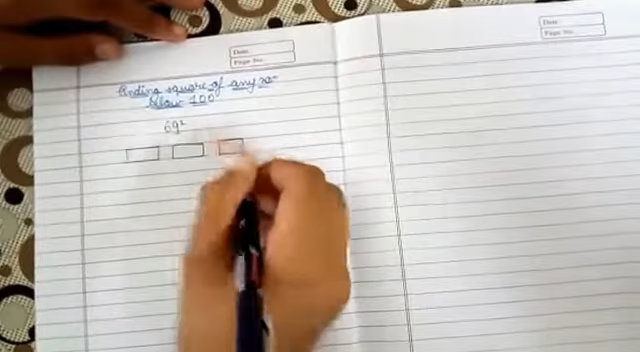 Date:
Page No:
Date:
Page No:
finding square of any no
below 100
69²